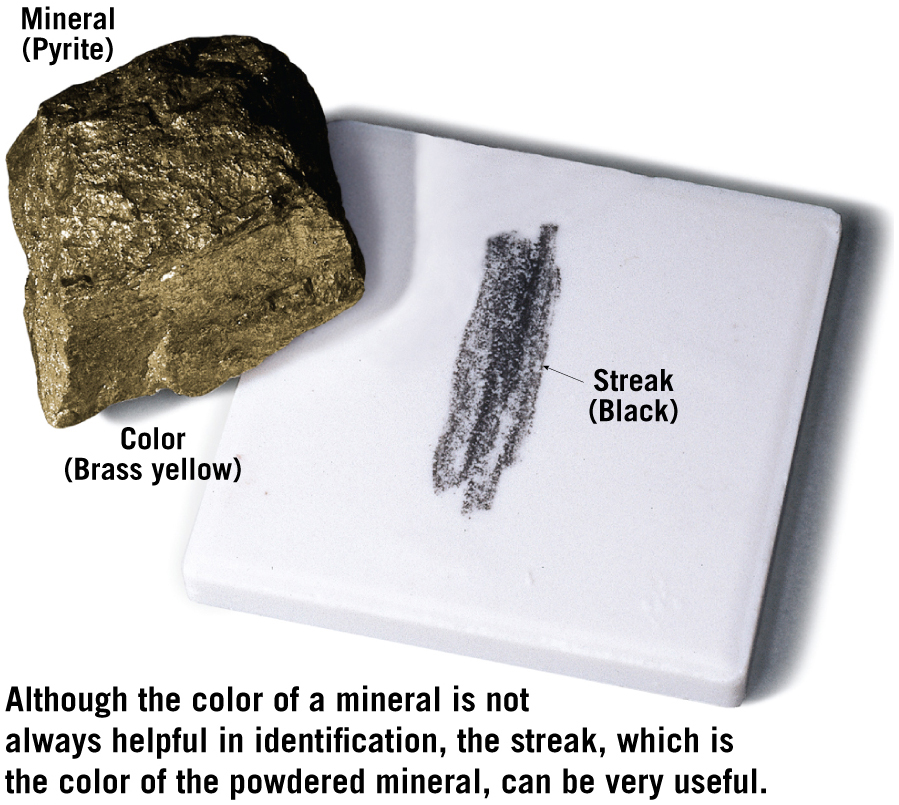 Mineral
(Pyrite)
Streak
(Black)
Color
(Brass yellow)
Although the color of a mineral is not
always helpful in identification, the streak, which is
the color of the powdered mineral, can be very useful.